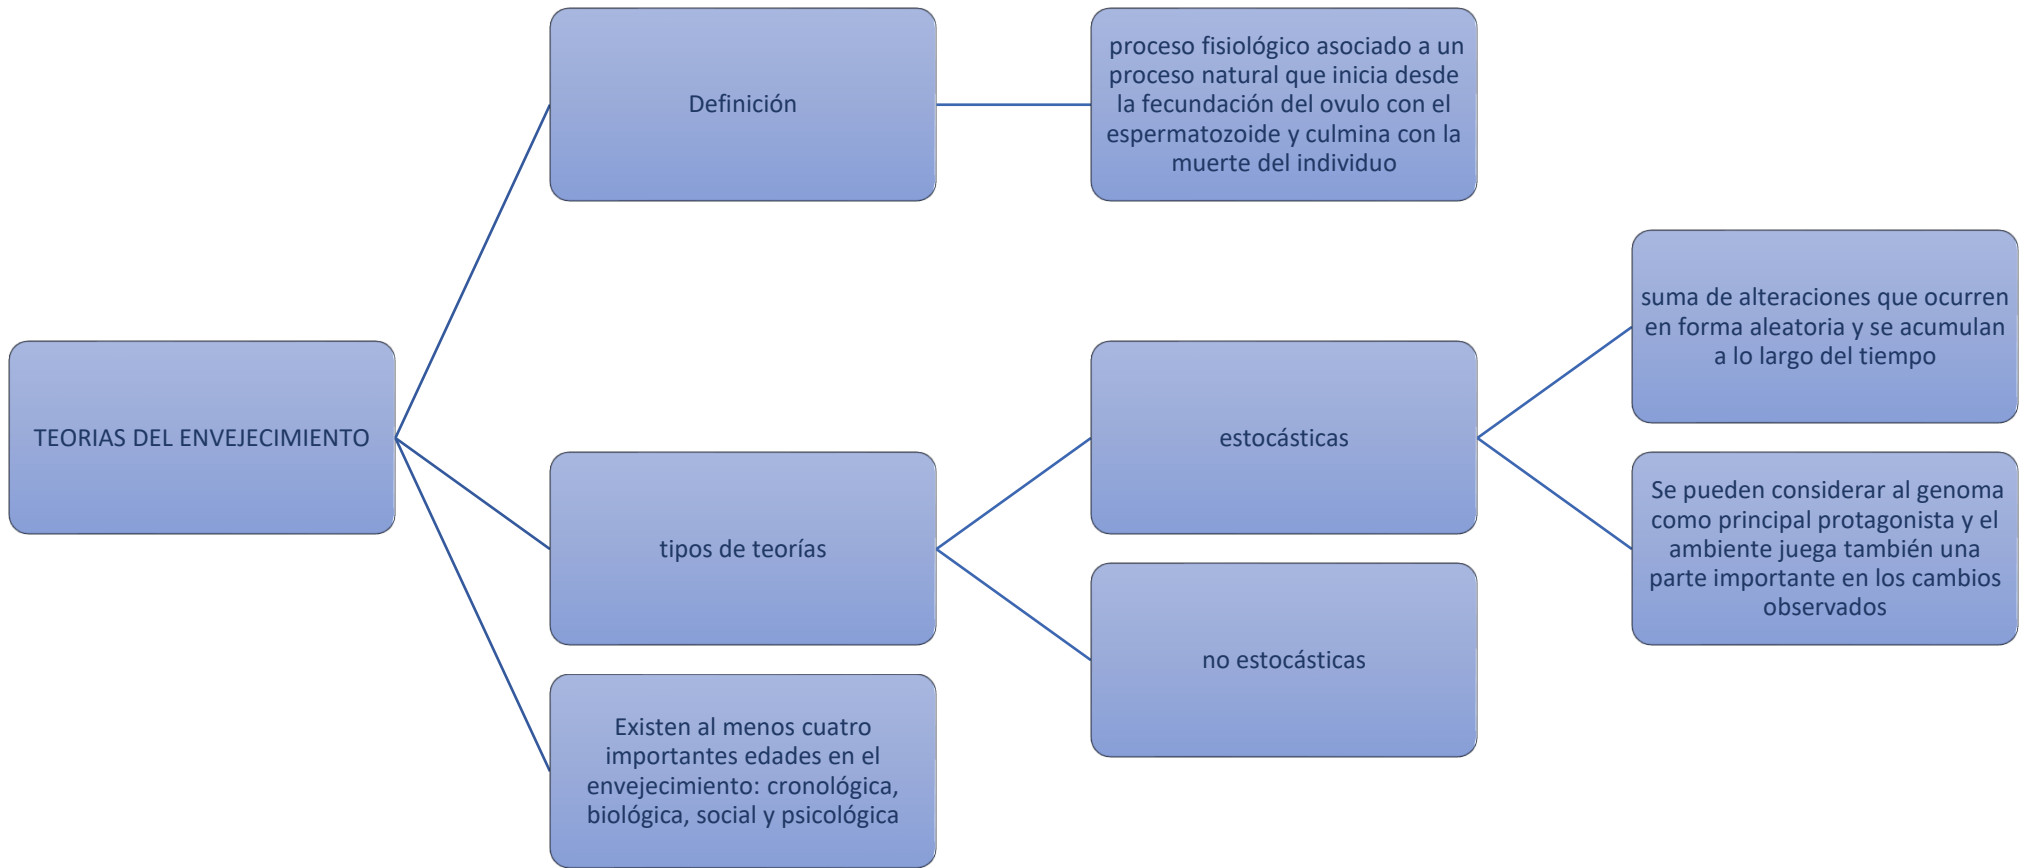 TEORIAS DEL ENVEJECIMIENTO
Definición
proceso fisiológico asociado a un
proceso natural que inicia desde
la fecundación del ovulo con el
espermatozoide y culmina con la
muerte del individuo
tipos de teorías
estocásticas
suma de alteraciones que ocurren
en forma aleatoria y se acumulan
a lo largo del tiempo
Se pueden considerar al genoma
como principal protagonista y el
ambiente juega también una
parte importante en los cambios
observados
no estocásticas
Existen al menos cuatro
importantes edades en el
envejecimiento: cronológica,
biológica, social y psicológica